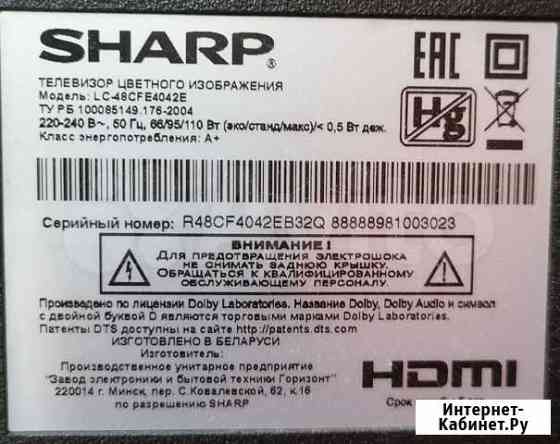 SHARP®
EAC
ТЕЛЕВИЗОР ЦВЕТНОГО ИЗОБРАЖЕНИЯ
Модель: LC-48CFE4042E
ТУ РБ 100085149.176-2004
220-240 В~, 50 Гц, 66/95/110 Вт (эко/станд/макс)/< 0,5 Вт деж.
Класс энергопотребления: A+
Hg
Серийный номер: R48CF4042EB32Q 88888981003023
ВНИМАНИЕ !
ДЛЯ ПРЕДОТВРАЩЕНИЯ ЭЛЕКТРОШОКА
НЕ СНИМАТЬ ЗАДНЮЮ КРЫШКУ.
ОБРАЩАТЬСЯ К КВАЛИФИЦИРОВАННОМУ
ОБСЛУЖИВАЮЩЕМУ ПЕРСОНАЛУ.
Произведено по лицензии Dolby Laboratories. Название Dolby, Dolby Audio и символ
с двойной буквой D являются торговыми марками Dolby Laboratories.
Патенты DTS доступны на сайте http://patents.dts.com
ИЗГОТОВЛЕНО В БЕЛАРУСИ
Изготовитель:
Производственное унитарное предприятие
"Завод электроники и бытовой техники Горизонт"
220014 г. Минск, пер. С.Ковалевской, 62, к.16
по разрешению SHARP
HDMI
Срок
Интернет-
Кабинет.Ру